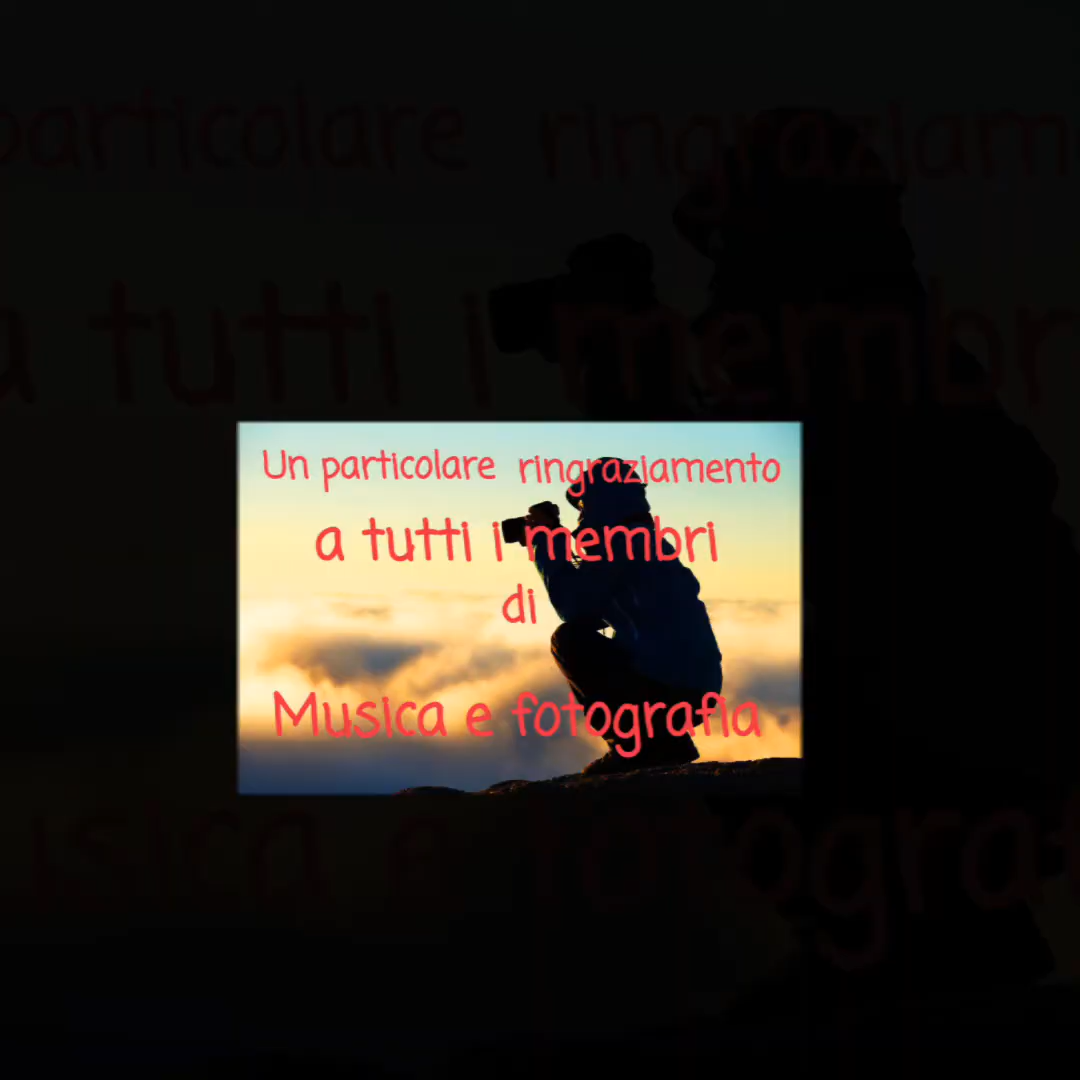 Un particolare ringraziamento
a tutti i membri
di
Musica e fotografia